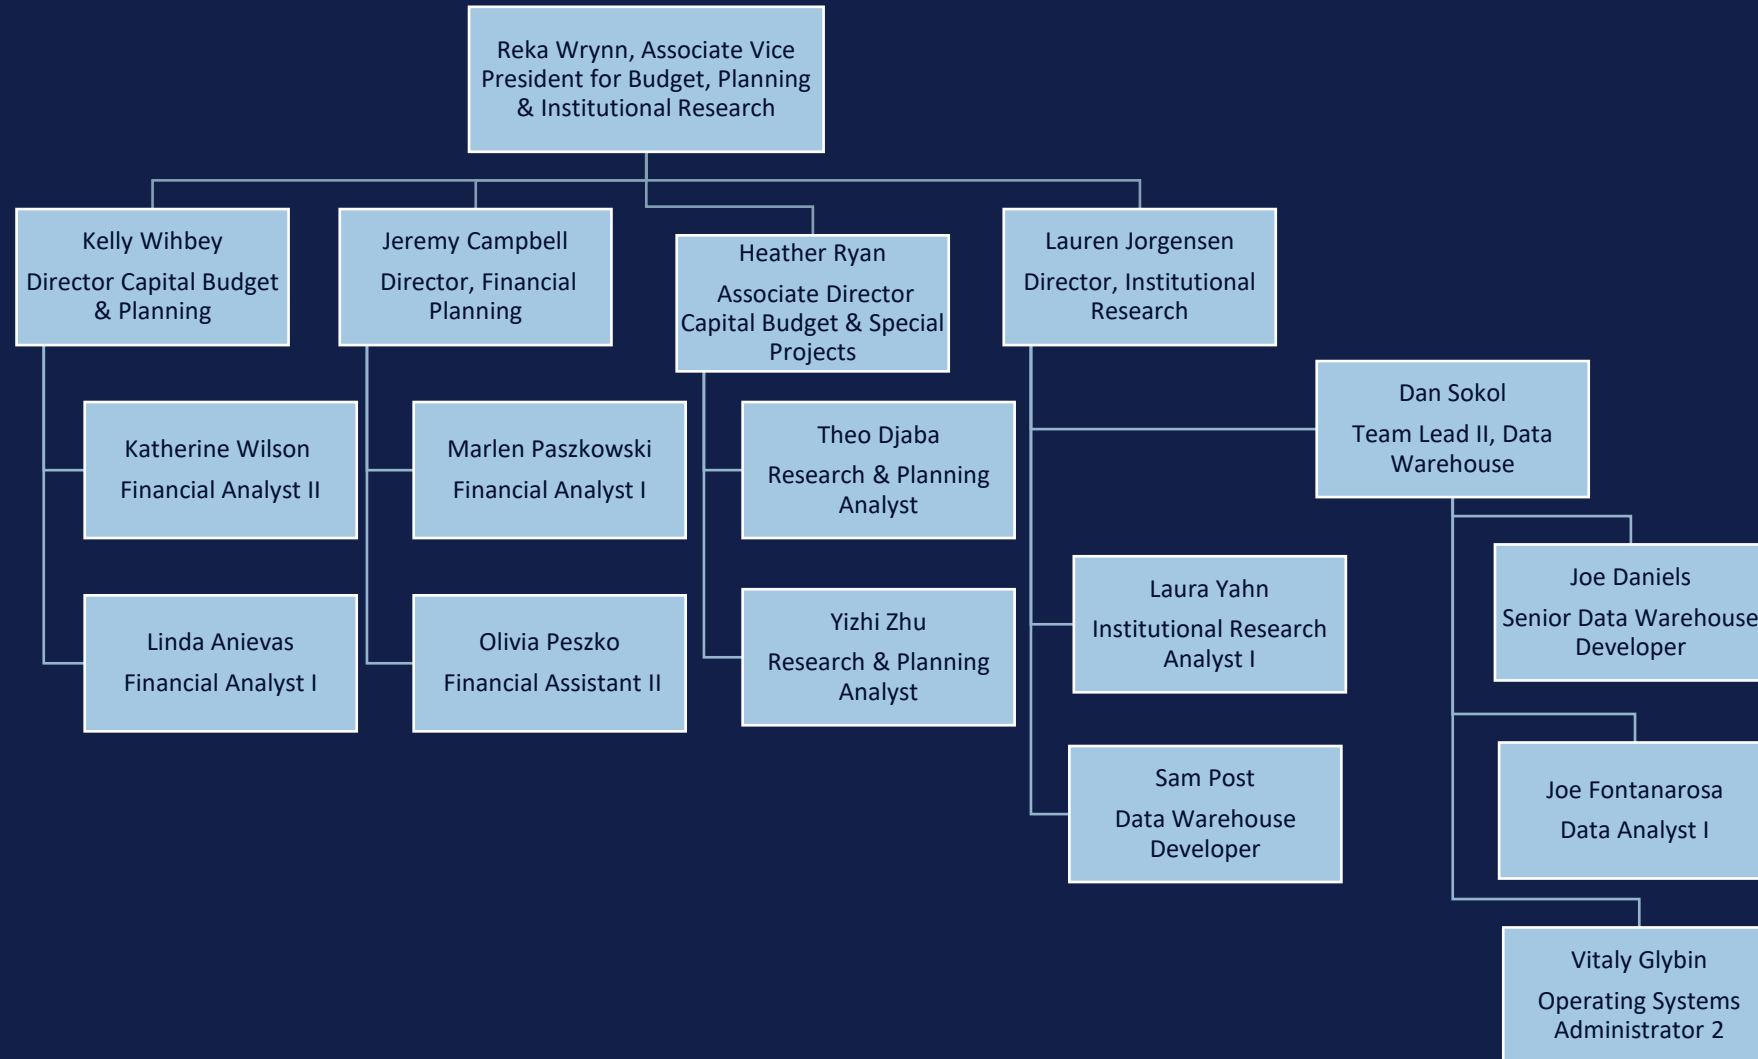 Reka Wrynn, Associate Vice
President for Budget, Planning
& Institutional Research
Kelly Wihbey
Director Capital Budget
& Planning
Jeremy Campbell
Director, Financial
Planning
Heather Ryan
Associate Director
Capital Budget & Special
Projects
Lauren Jorgensen
Director, Institutional
Research
Katherine Wilson
Financial Analyst II
Linda Anievas
Financial Analyst I
Marlen Paszkowski
Financial Analyst I
Olivia Peszko
Financial Assistant II
Theo Djaba
Research & Planning
Analyst
Yizhi Zhu
Research & Planning
Analyst
Dan Sokol
Team Lead II, Data
Warehouse
Laura Yahn
Institutional Research
Analyst I
Sam Post
Data Warehouse
Developer
Joe Daniels
Senior Data Warehouse
Developer
Joe Fontanarosa
Data Analyst I
Vitaly Glybin
Operating Systems
Administrator 2